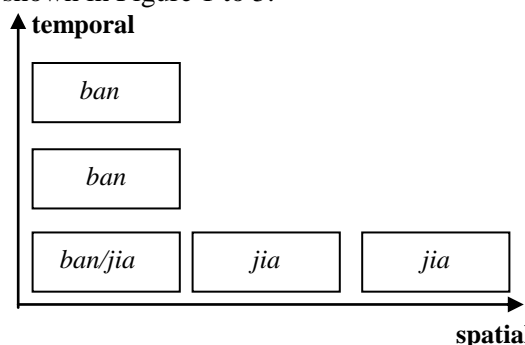 shown in Figure 1 to 3.
temporal
ban
ban
ban/jia jia jia
spatial